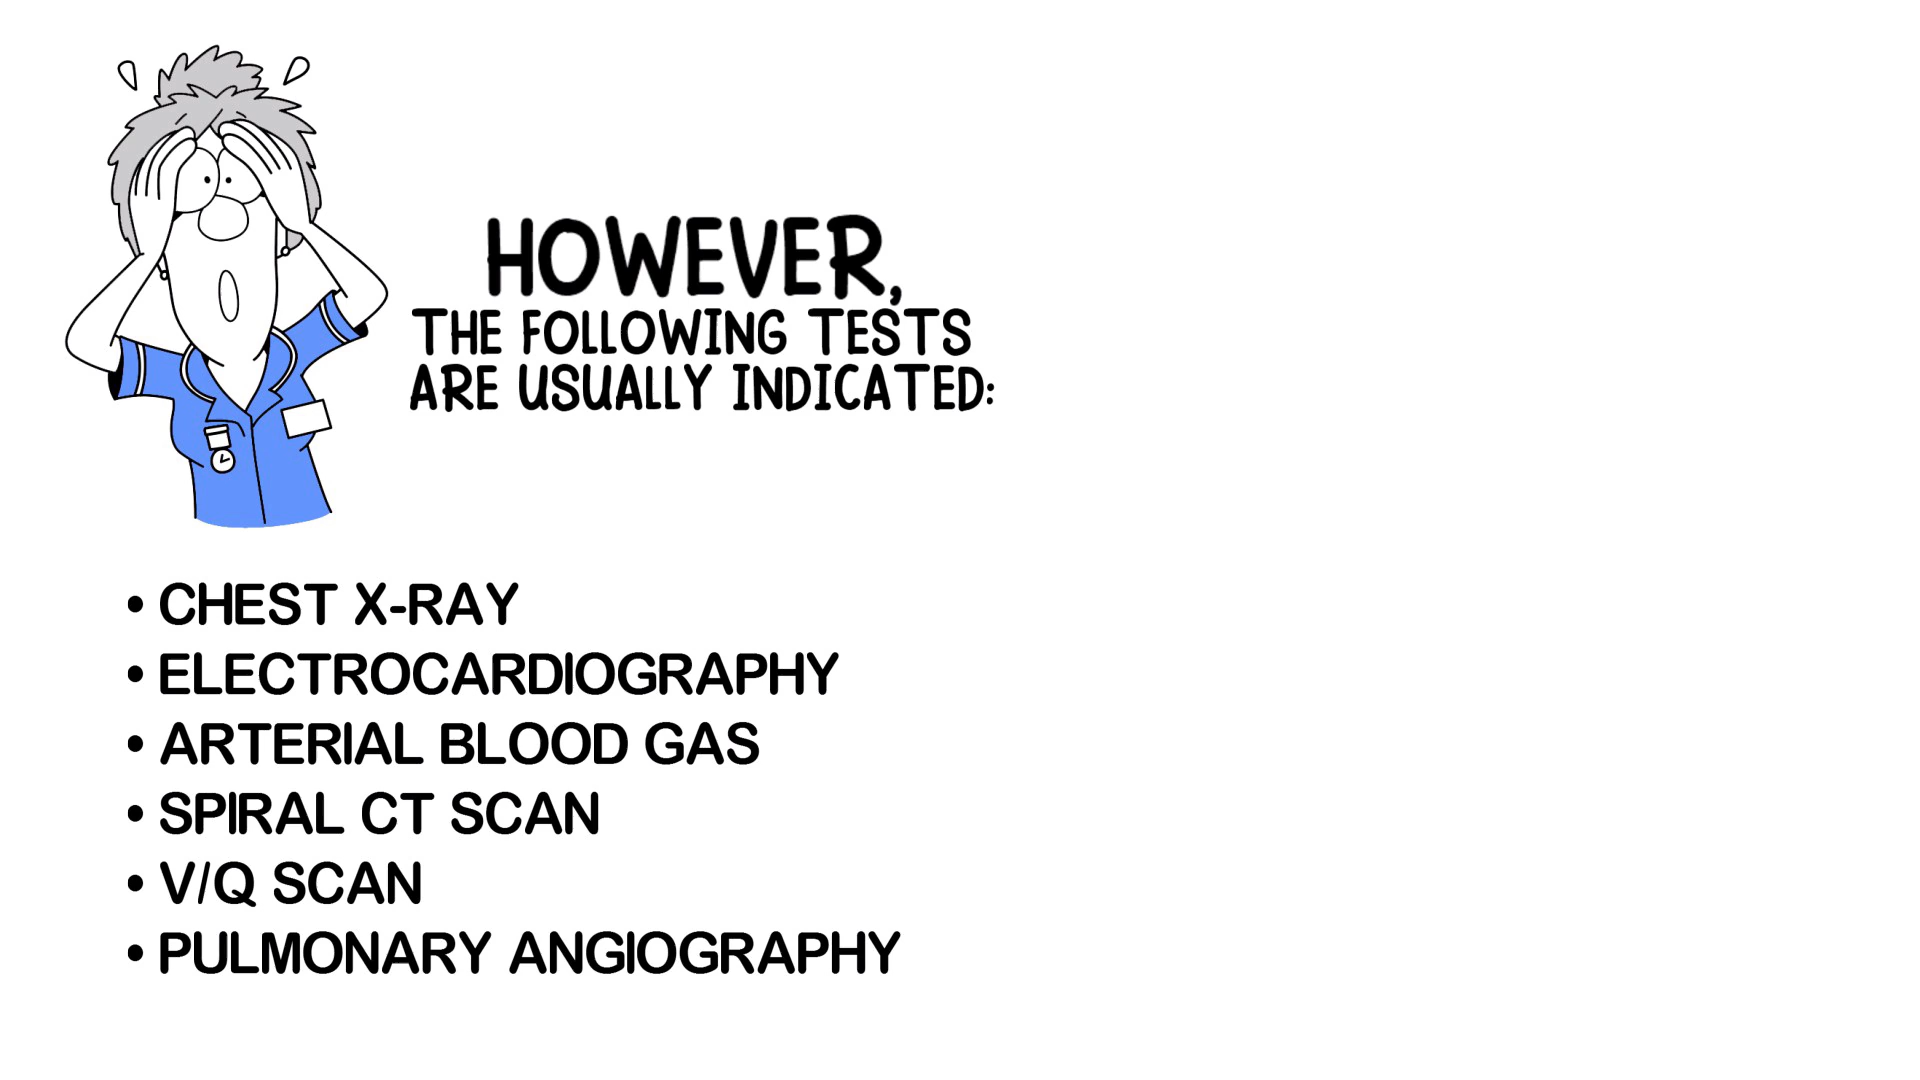 HOWEVER,
THE FOLLOWING TESTS
ARE USUALLY INDICATED:
• CHEST X-RAY
• ELECTROCARDIOGRAPHY
• ARTERIAL BLOOD GAS
• SPIRAL CT SCAN
• V/Q SCAN
• PULMONARY ANGIOGRAPHY